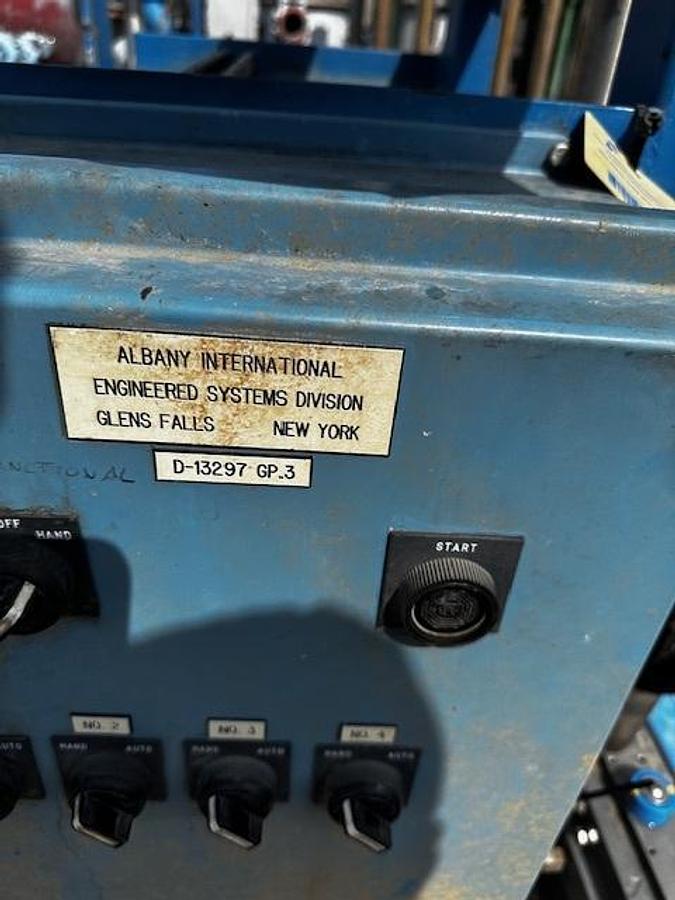 ALBANY INTERNATIONAL
ENGINEERED SYSTEMS DIVISION
GLENS FALLS NEW YORK
D-13297 GP.3
OFF
HAND
START
NO. 2
NO. 3
NO. 4
AUTO
HAND AUTO
HAND AUTO
HAND AUTO